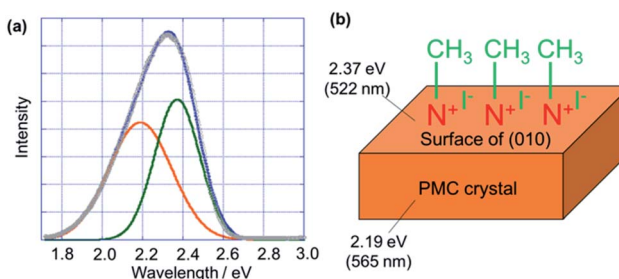 (a)
Intensity
1.8 2.0 2.2 2.4 2.6 2.8 3.0
Wavelength / eV
(b)
CH3 CH3 CH3
2.37 eV
(522 nm)
N+ I- N+ I- N+ I-
Surface of (010)
PMC crystal
2.19 eV
(565 nm)